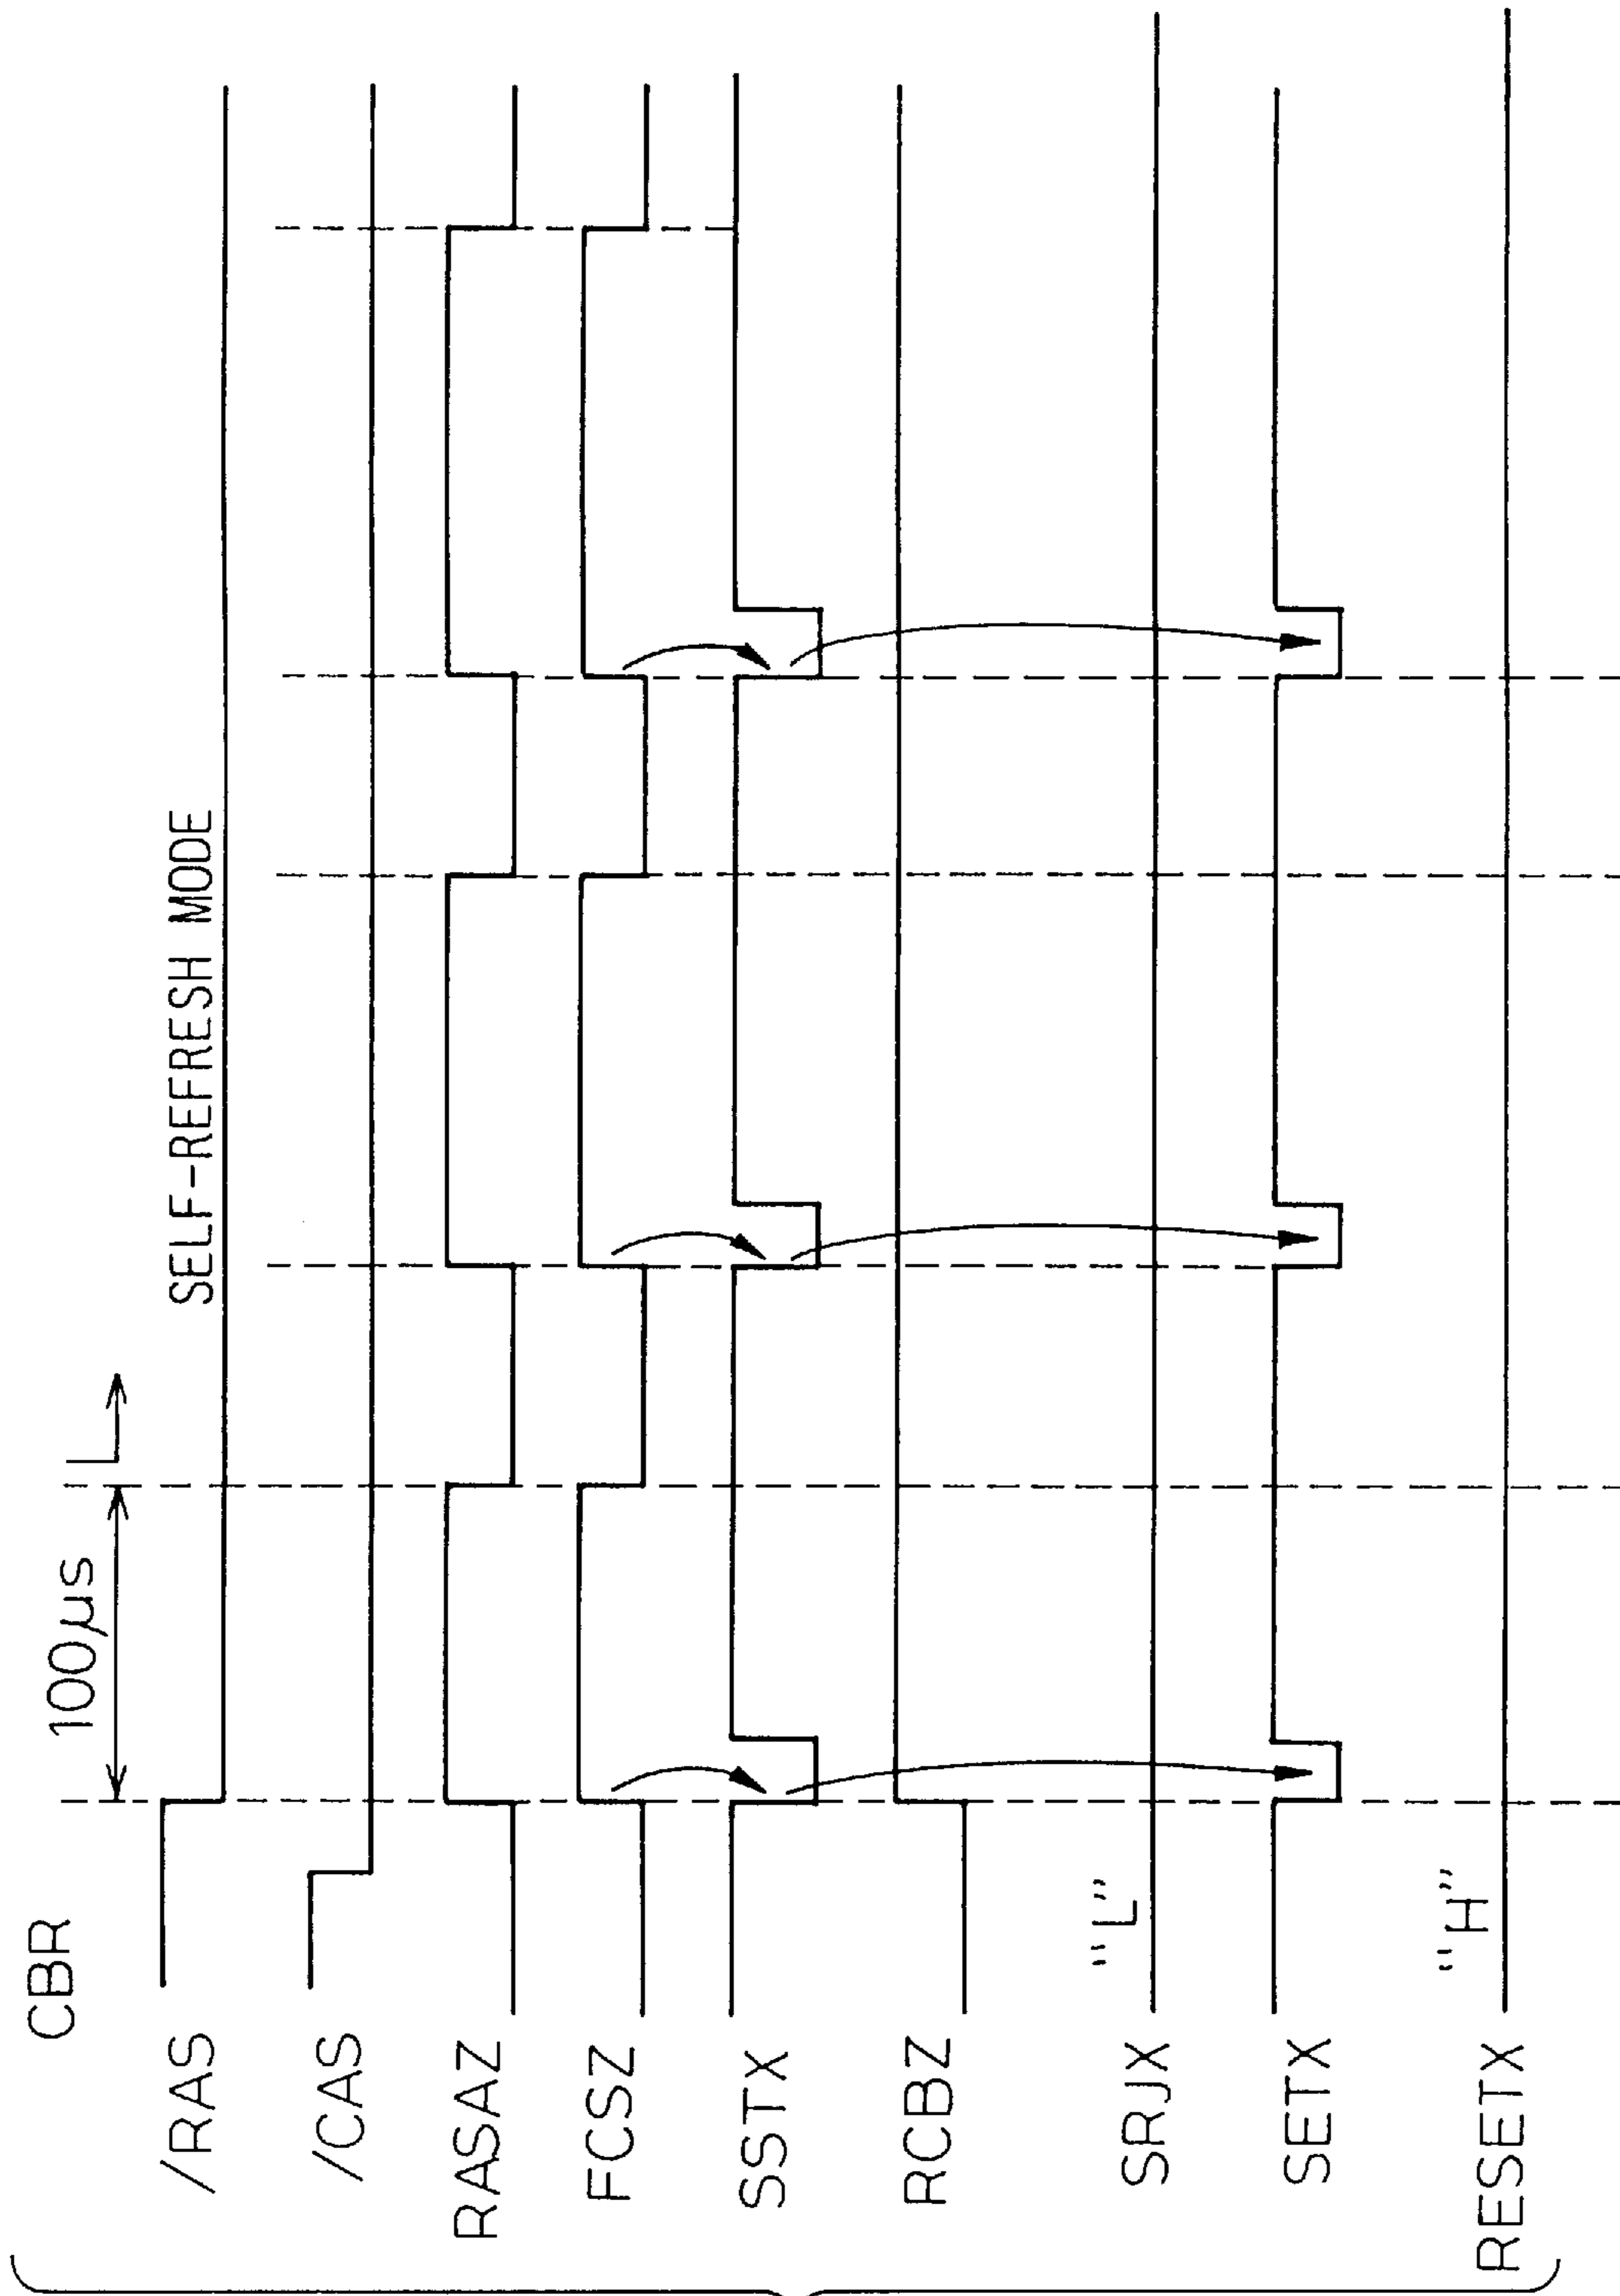 CBR
100μs
SELF-REFRESH MODE
/RAS
/CAS
RASAZ
FCSZ
SSTX
RCBZ
SRJX
"L"
SETX
RESETX
"H"